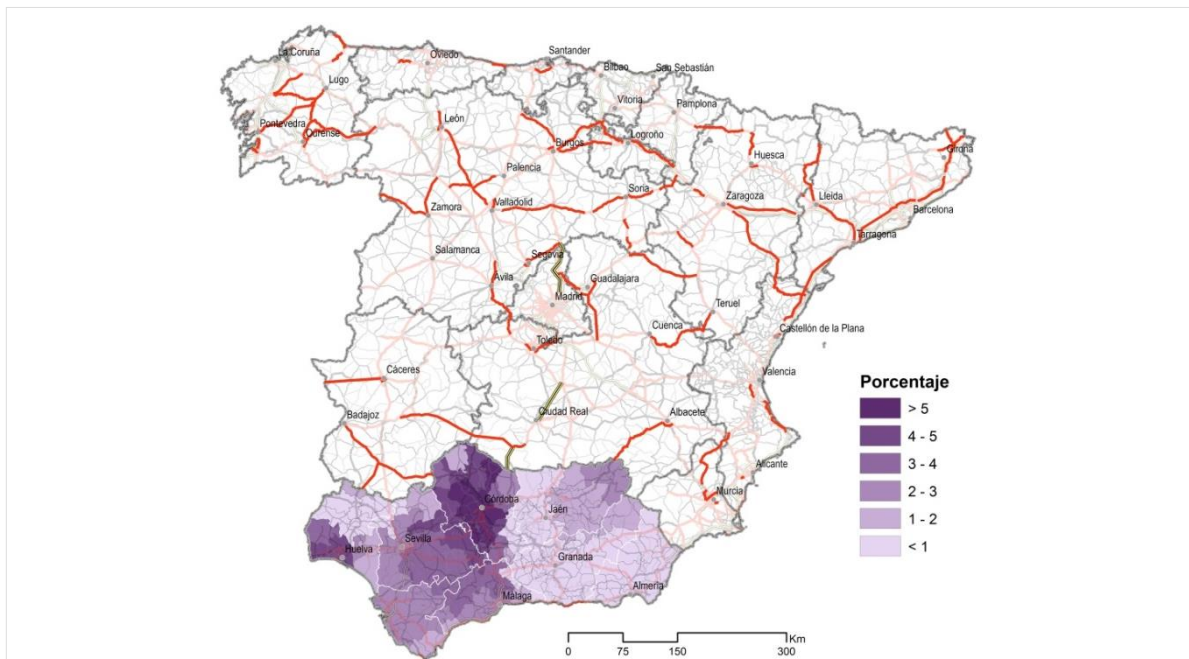 Santander
La Coruña
Oviedo
Bilbao
San Sebastián
Lugo
Vitoria
Pamplona
Pontevedra
Ourense
León
Logroño
Burgos
Huesca
Girona
Palencia
Soria
Zaragoza
Lleida
Zamora
Valladolid
Barcelona
Tarragona
Salamanca
Segovia
Ávila
Guadalajara
Madrid
Teruel
Cuenca
Castellón de la Plana
Toledo
Cáceres
Valencia
Porcentaje
> 5
4 - 5
3 - 4
2 - 3
1 - 2
< 1
Badajoz
Ciudad Real
Albacete
Alicante
Murcia
Córdoba
Jaén
Sevilla
Huelva
Granada
Almería
Málaga
Km
0 75 150 300